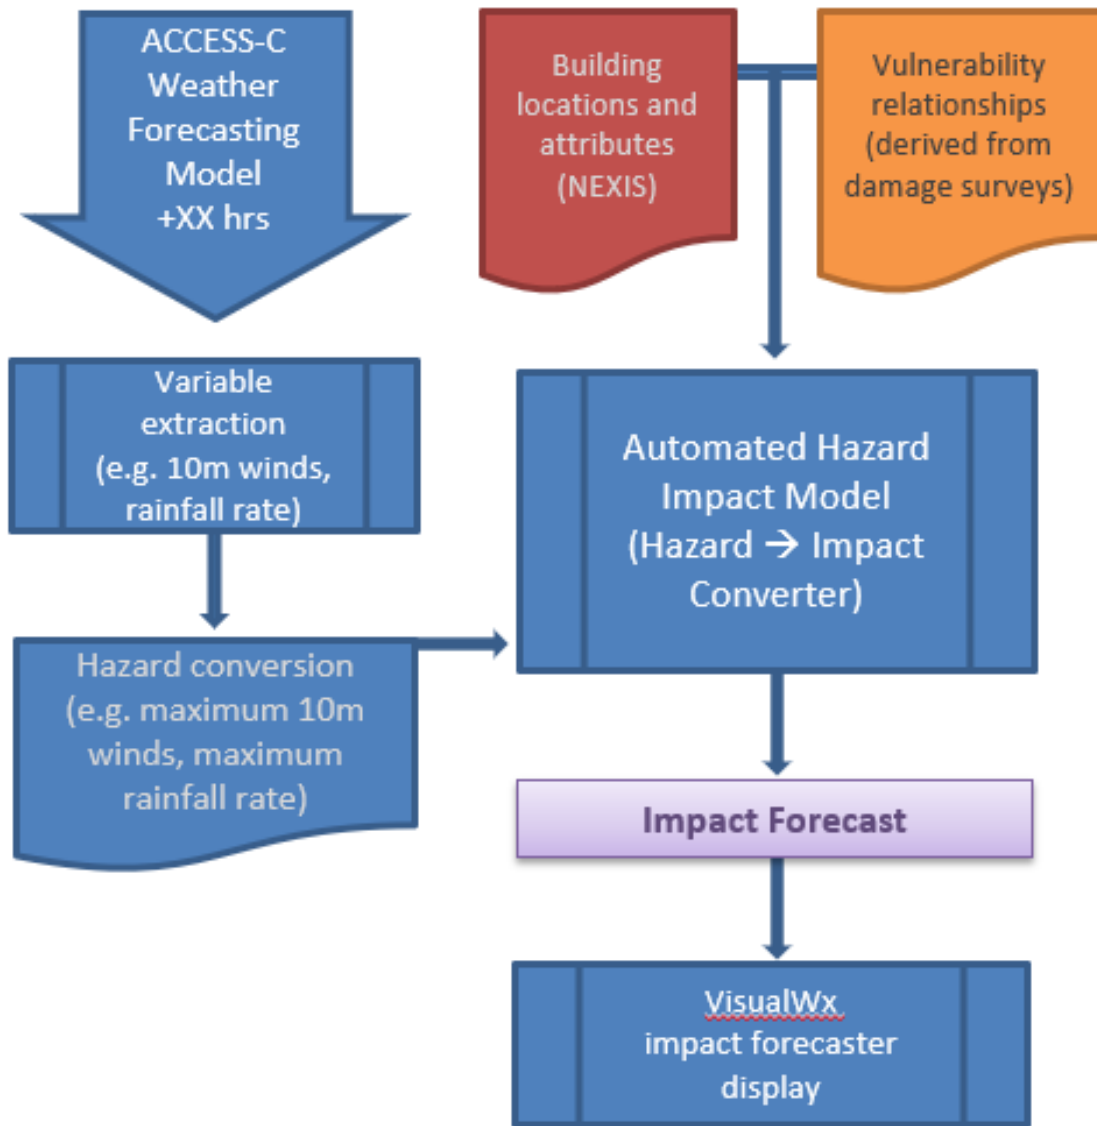 ACCESS-C
Weather
Forecasting
Model
+XX hrs
Building
locations and
attributes
(NEXIS)
Vulnerability
relationships
(derived from
damage surveys)
Variable
extraction
(e.g. 10m winds,
rainfall rate)
Automated Hazard
Impact Model
(Hazard → Impact
Converter)
Hazard conversion
(e.g. maximum 10m
winds, maximum
rainfall rate)
Impact Forecast
VisualWx
impact forecaster
display